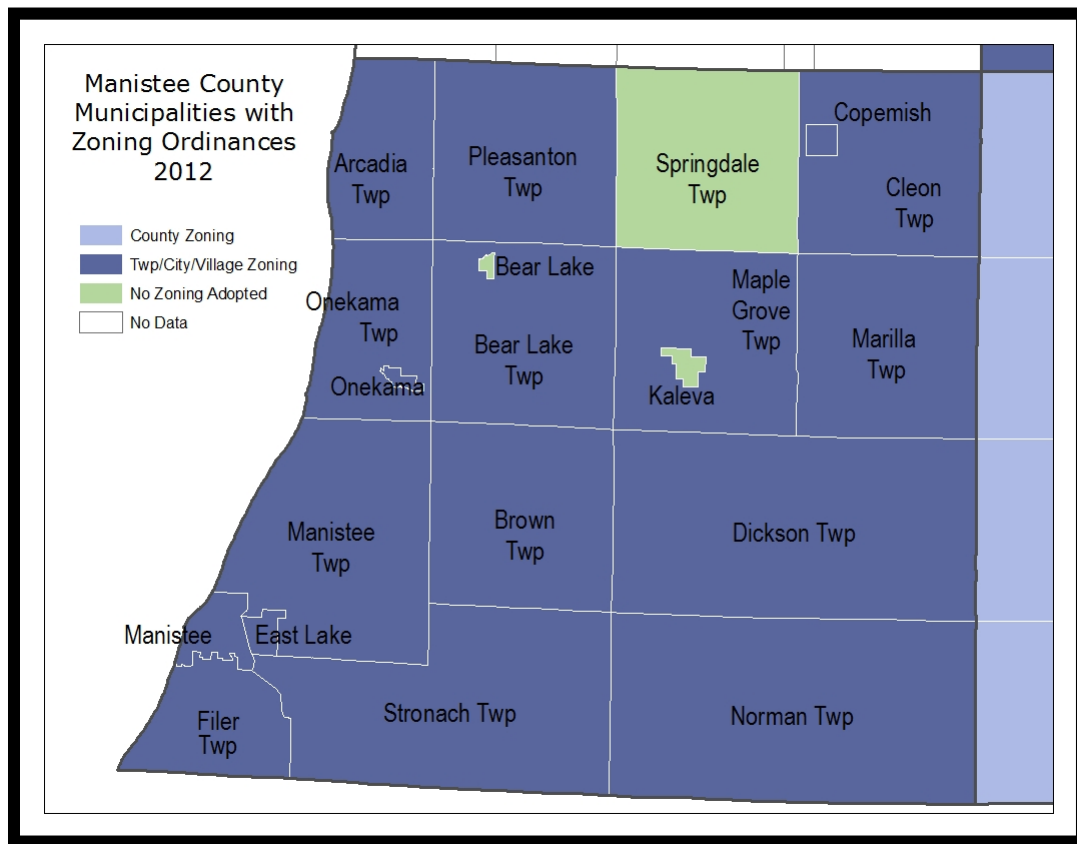 Manistee County
Municipalities with
Zoning Ordinances
2012
County Zoning
Twp/City/Village Zoning
No Zoning Adopted
No Data
Arcadia
Twp
Pleasanton
Twp
Springdale
Twp
Copemish
Cleon
Twp
Onekama
Twp
Onekama
Bear Lake
Bear Lake
Twp
Maple
Grove
Twp
Kaleva
Marilla
Twp
Manistee
Twp
Brown
Twp
Dickson Twp
Manistee
East Lake
Filer
Twp
Stronach Twp
Norman Twp